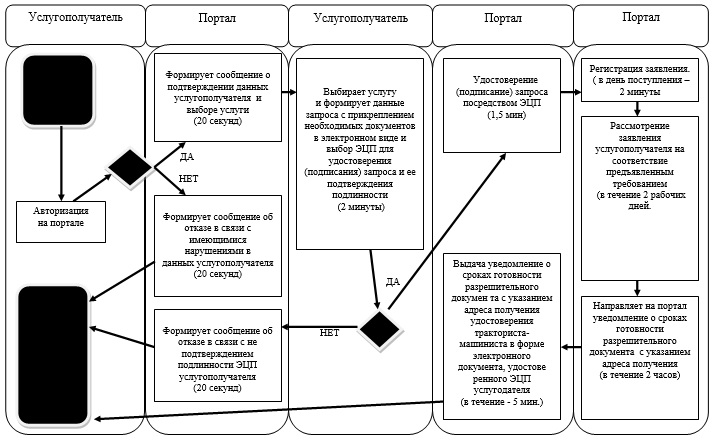 Услугополучатель
Портал
Услугополучатель
Портал
Портал
Авторизация
на портале
Формирует сообщение о
подтверждении данных
услугополучателя и
выборе услуги
(20 секунд)
ДА
НЕТ
Формирует сообщение об
отказе в связи с
имеющимися
нарушениями в
данных услугополучателя
(20 секунд)
Формирует сообщение об
отказе в связи с не
подтверждением
подлинности ЭЦП
услугополучателя
(20 секунд)
Выбирает услугу
и формирует данные
запроса с прикреплением
необходимых документов
в электронном виде и
выбор ЭЦП для
удостоверения
(подписания) запроса и ее
подтверждения
подлинности
(2 минуты)
ДА
НЕТ
Удостоверение
(подписание) запроса
посредством ЭЦП
(1,5 мин)
Выдача уведомление о
сроках готовности
разрешительного
докумен та с указанием
адреса получения
удостоверения
тракториста-
машиниста в форме
электронного
документа, удостове
ренного ЭЦП
услугодателя
(в течение - 5 мин.)
Регистрация заявления.
( в день поступления –
2 минуты
Рассмотрение
заявления
услугополучателя на
соответствие
предъявленным
требованием
(в течение 2 рабочих
дней.
Направляет на портал
уведомление о сроках
готовности
разрешительного
документа с указанием
адреса получения
(в течение 2 часов)